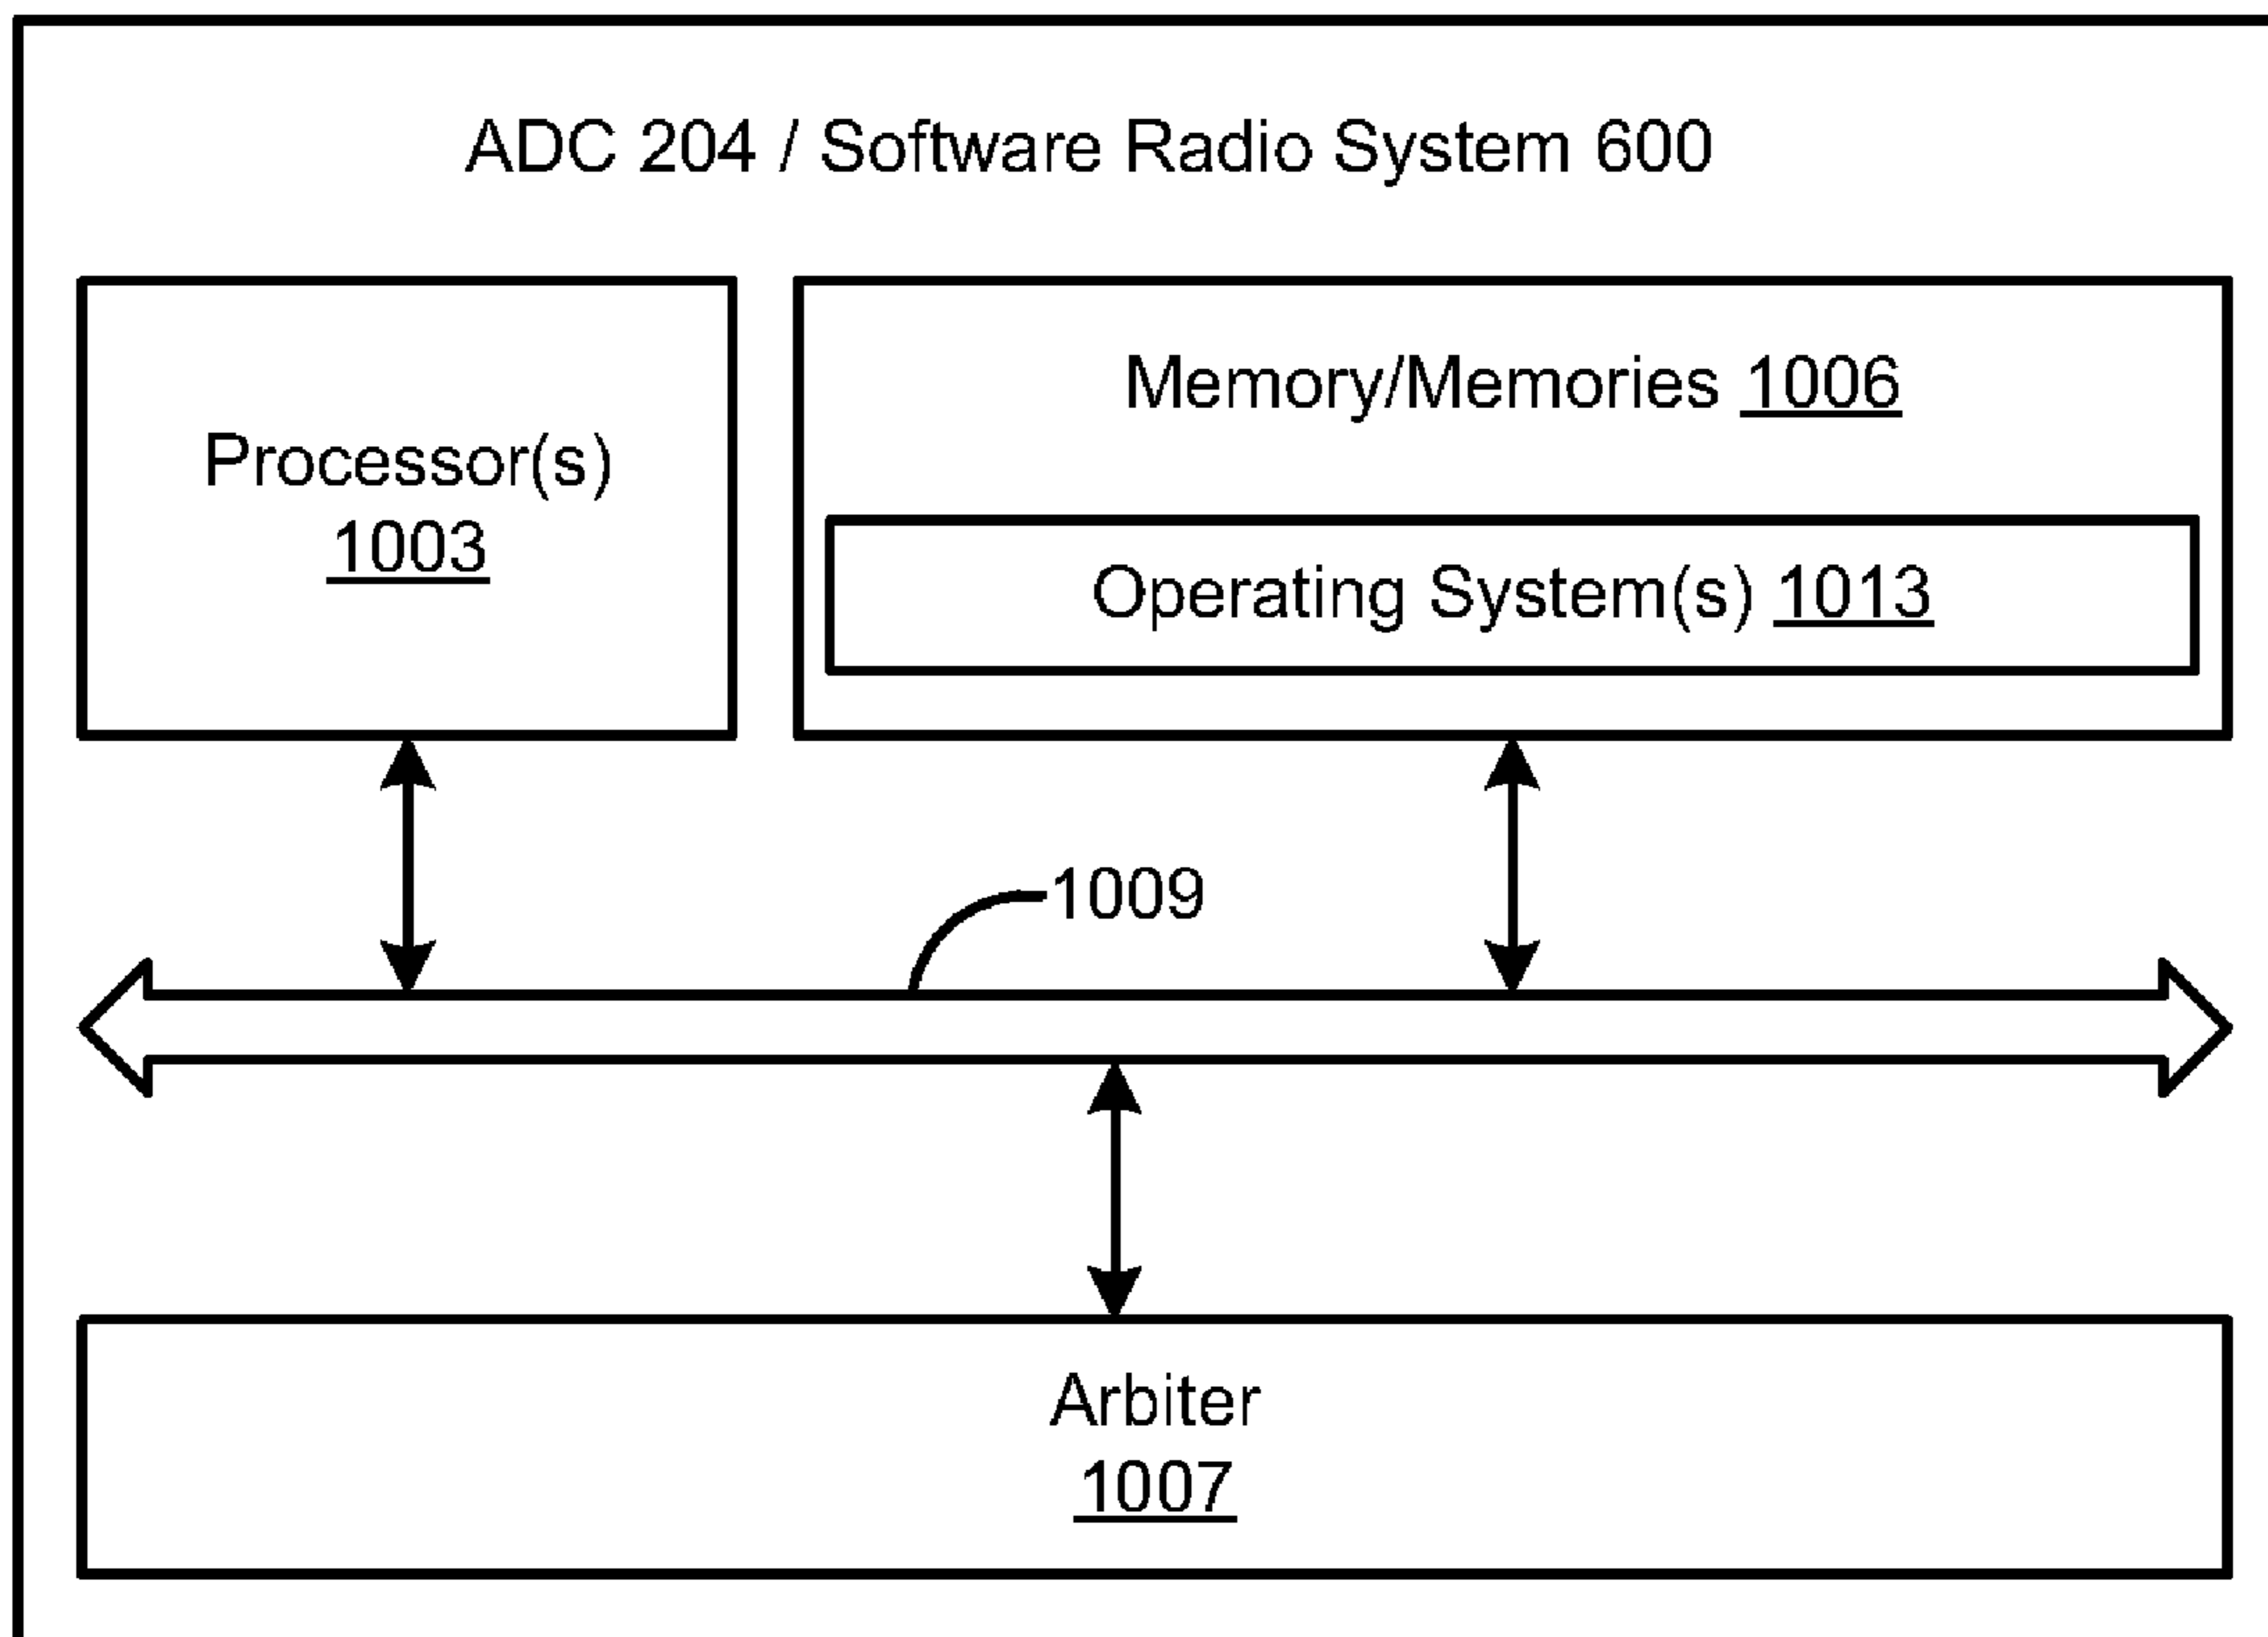 ADC 204 / Software Radio System 600
Processor(s)
1003
Memory/Memories 1006
Operating System(s) 1013
1009
Arbiter
1007